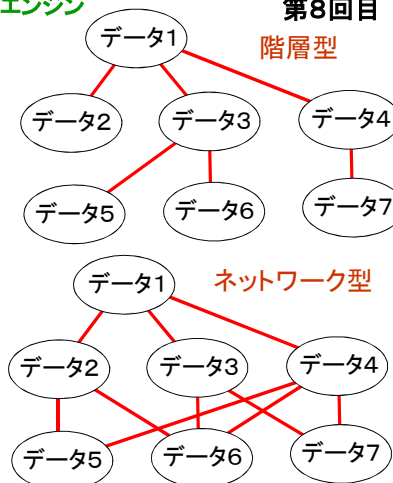 エンジン
第8回目
データ1
階層型
データ2
データ3
データ4
データ5
データ6
データ7
データ1
ネットワーク型
データ2
データ3
データ4
データ5
データ6
データ7